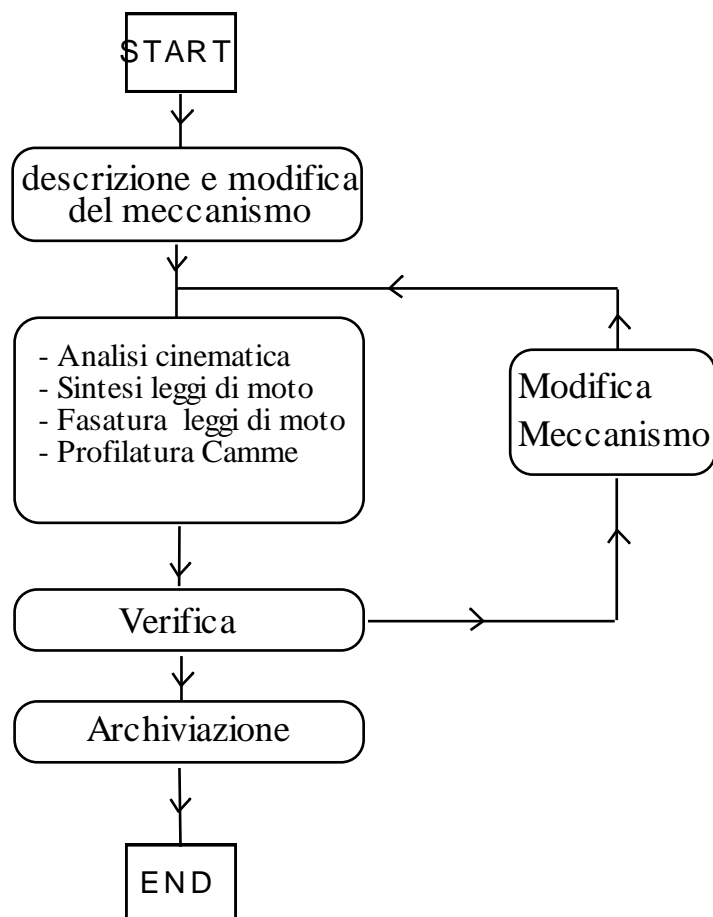 START
descrizione e modifica
del meccanismo
- Analisi cinematica
- Sintesi leggi di moto
- Fasatura leggi di moto
- Profilatura Camme
Modifica
Meccanismo
Verifica
Archiviazione
END